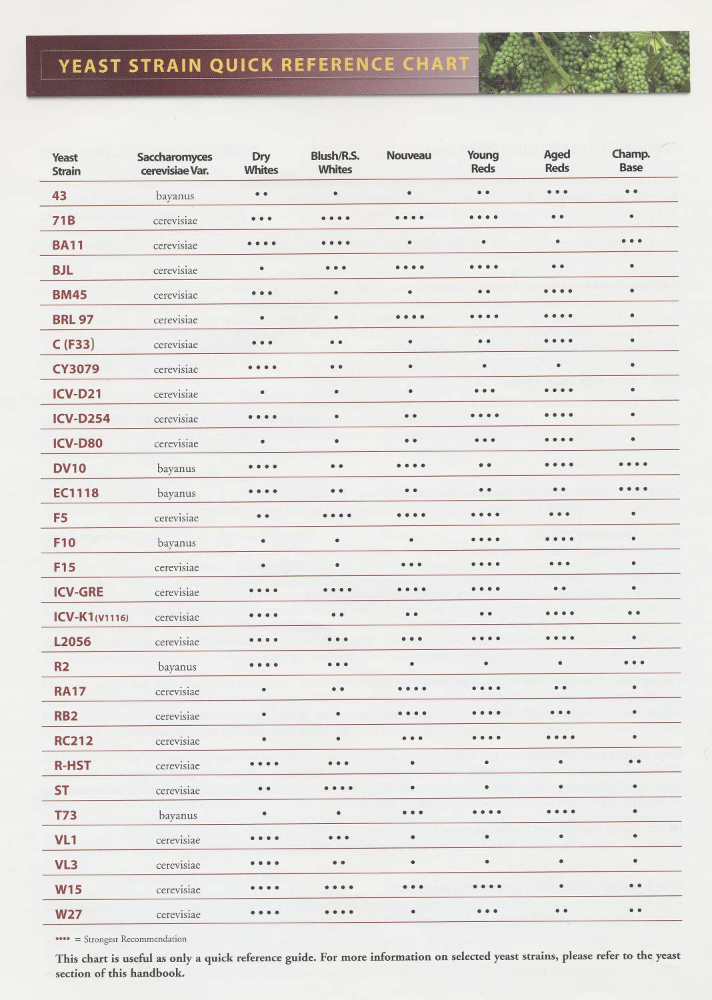 YEAST STRAIN QUICK REFERENCE CHART
Yeast Strain Saccharomyces cerevisiae Var. Dry Whites Blush/R.S. Whites Nouveau Young Reds Aged Reds Champ. Base
43 bayanus •• • • •• ••• ••
71B cerevisiae ••• •••• •••• •••• •• •
BA11 cerevisiae •••• •••• • • • •••
BJL cerevisiae • ••• •••• •••• •• •
BM45 cerevisiae ••• • • •• •••• •
BRL 97 cerevisiae • • •••• •••• •••• •
C (F33) cerevisiae ••• •• • •• •••• •
CY3079 cerevisiae •••• •• • • • •
ICV-D21 cerevisiae • • • ••• •••• •
ICV-D254 cerevisiae •••• • •• •••• •••• •
ICV-D80 cerevisiae • • •• ••• •••• •
DV10 bayanus •••• •• •••• •• •••• ••••
EC1118 bayanus •••• •• •• •• •• ••••
F5 cerevisiae •• •••• •••• •••• ••• •
F10 bayanus • • • •••• •••• •
F15 cerevisiae • • ••• •••• ••• •
ICV-GRE cerevisiae •••• •••• •••• •••• •• •
ICV-K1(V1116) cerevisiae •••• •• •• •• •••• ••
L2056 cerevisiae •••• ••• ••• •••• •••• •
R2 bayanus •••• ••• • • • •••
RA17 cerevisiae • •• •••• •••• •• •
RB2 cerevisiae • • •••• •••• ••• •
RC212 cerevisiae • • ••• •••• •••• •
R-HST cerevisiae •••• ••• • • • ••
ST cerevisiae •• •••• • • • •
T73 bayanus • • ••• •••• •••• •
VL1 cerevisiae •••• ••• • • • •
VL3 cerevisiae •••• •• • • • •
W15 cerevisiae •••• •••• ••• •••• • ••
W27 cerevisiae •••• •••• • ••• •• ••
•••• = Strongest Recommendation
This chart is useful as only a quick reference guide. For more information on selected yeast strains, please refer to the yeast
section of this handbook.